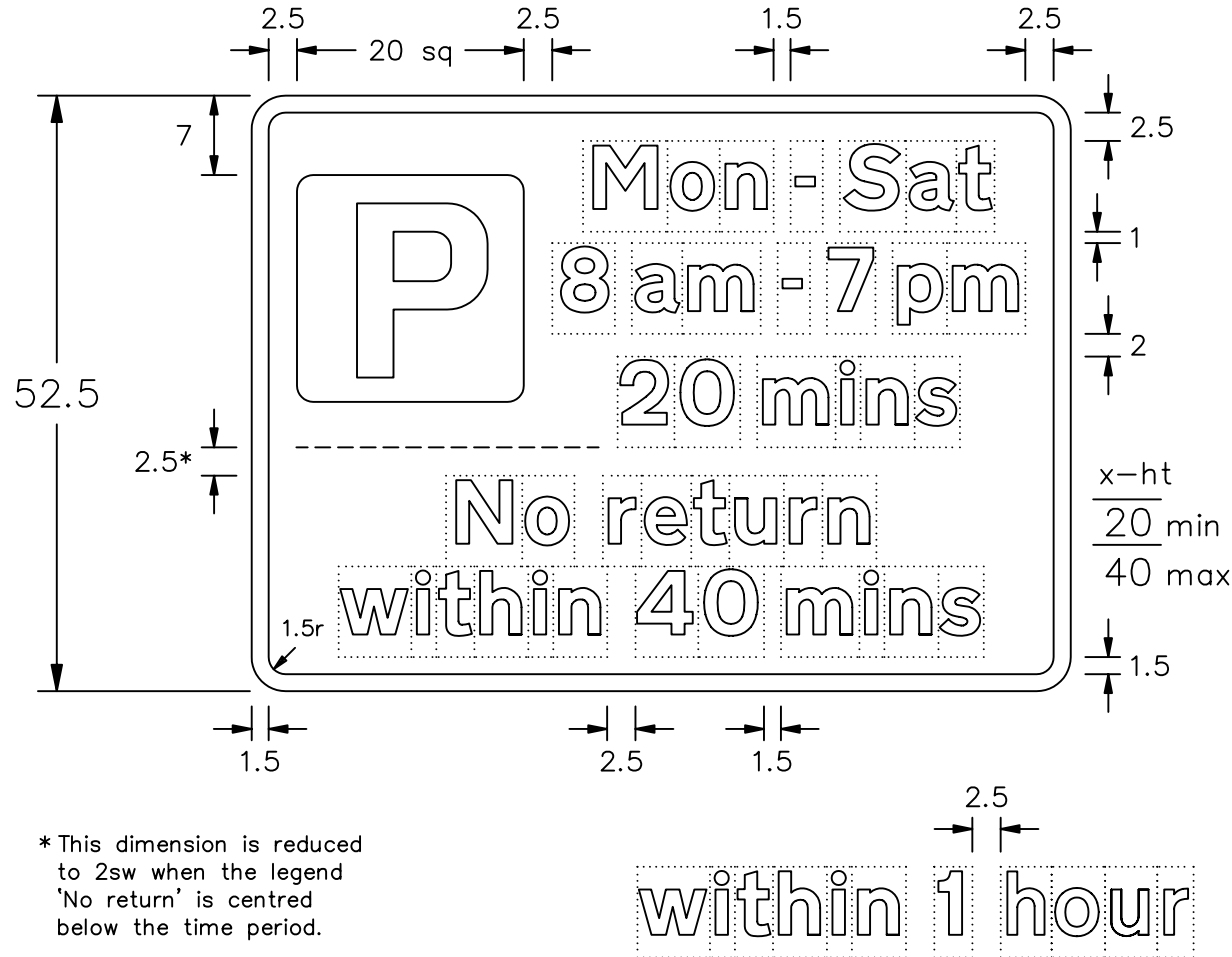 2.5 2.5 1.5 2.5
20 sq
7
2.5
P
Mon - Sat
1
8 am - 7 pm
2
20 mins
52.5
2.5*
x-ht
20 min
40 max
No return
within 40 mins
1.5r
1.5
1.5 2.5 1.5
2.5
* This dimension is reduced
to 2sw when the legend
'No return' is centred
below the time period.
within 1 hour